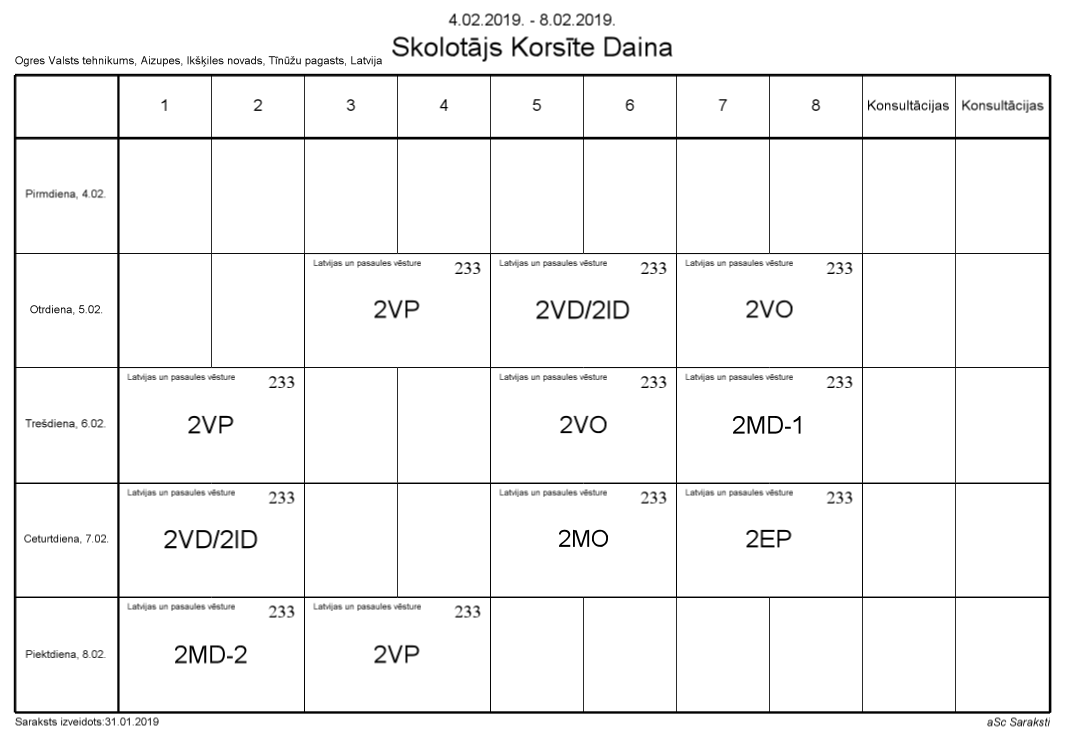 4.02.2019. - 8.02.2019.
Skolotājs Korsīte Daina
Ogres Valsts tehnikums, Aizupes, Ikšķiles novads, Tīnūžu pagasts, Latvija
1 2 3 4 5 6 7 8 Konsultācijas Konsultācijas
Pirmdiena, 4.02.
Latvijas un pasaules vēsture 233 Latvijas un pasaules vēsture 233 Latvijas un pasaules vēsture 233
Otrdiena, 5.02. 2VP 2VD/2ID 2VO
Latvijas un pasaules vēsture 233 Latvijas un pasaules vēsture 233 Latvijas un pasaules vēsture 233
Trešdiena, 6.02. 2VP 2VO 2MD-1
Latvijas un pasaules vēsture 233 Latvijas un pasaules vēsture 233 Latvijas un pasaules vēsture 233
Ceturtdiena, 7.02. 2VD/2ID 2MO 2EP
Latvijas un pasaules vēsture 233 Latvijas un pasaules vēsture 233
Piektdiena, 8.02. 2MD-2 2VP
Saraksts izveidots:31.01.2019 aSc Saraksti